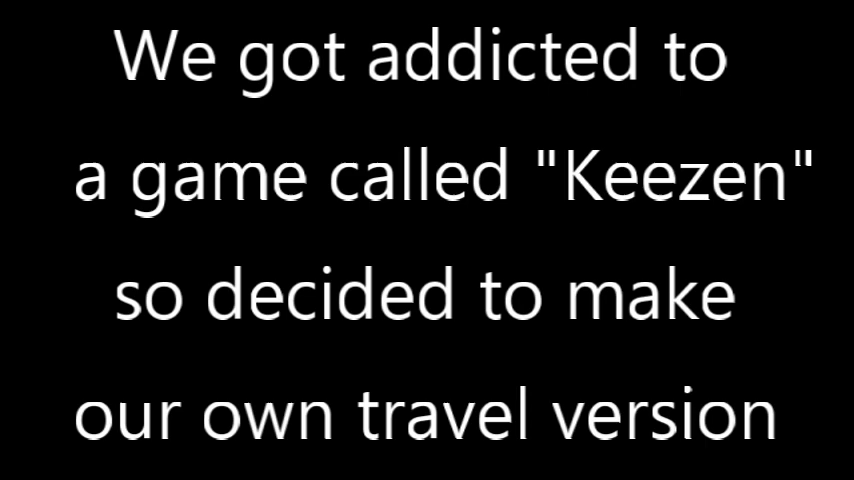 We got addicted to
a game called "Keezen"
so decided to make
our own travel version